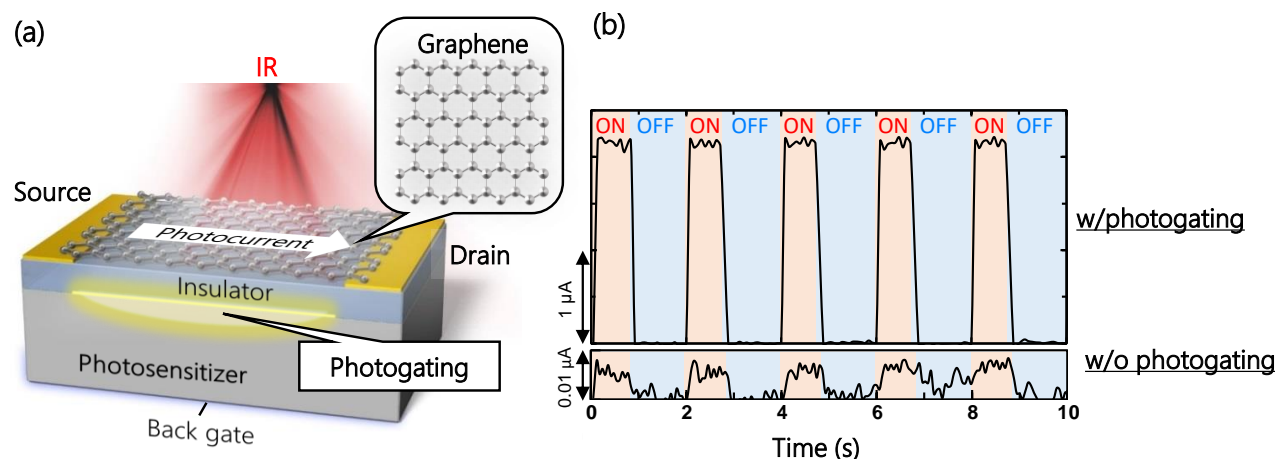 (a)
IR
Graphene
Source
Photocurrent
Drain
Insulator
Photogating
Photosensitizer
Back gate
(b)
ON OFF ON OFF ON OFF ON OFF ON OFF
w/photogating
1 μA
w/o photogating
0.01 μA
0 2 4 6 8 10
Time (s)